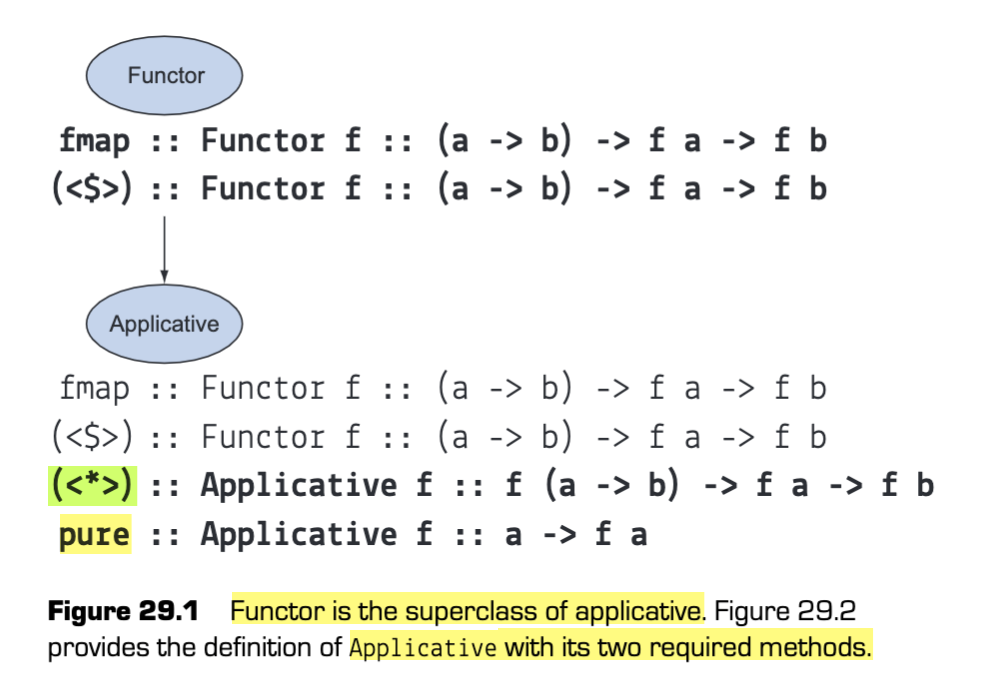 Functor
fmap :: Functor f :: (a -> b) -> f a -> f b
(<$>) :: Functor f :: (a -> b) -> f a -> f b
Applicative
fmap :: Functor f :: (a -> b) -> f a -> f b
(<$>) :: Functor f :: (a -> b) -> f a -> f b
(<*>) :: Applicative f :: f (a -> b) -> f a -> f b
pure :: Applicative f :: a -> f a
Figure 29.1 Functor is the superclass of applicative. Figure 29.2
provides the definition of Applicative with its two required methods.